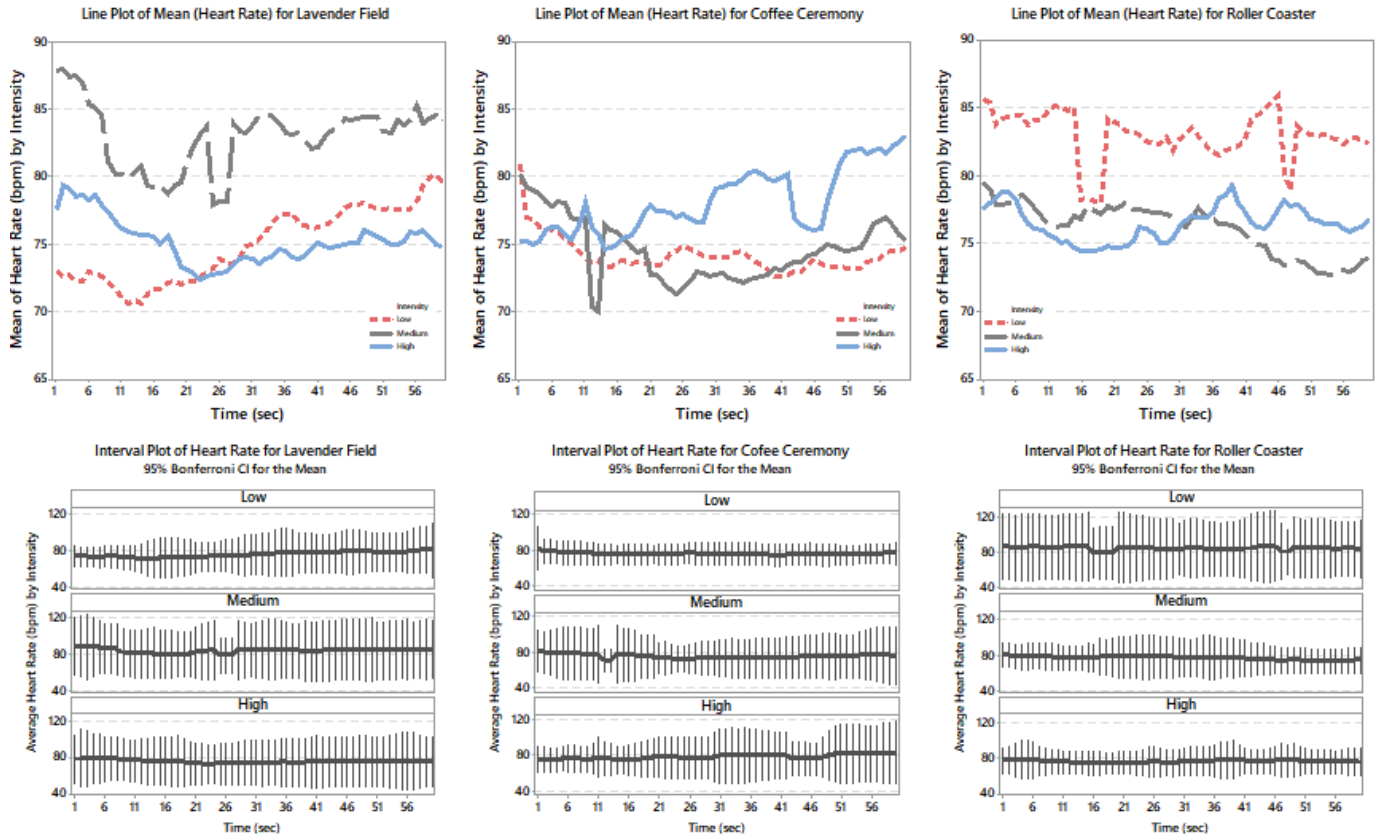 Line Plot of Mean (Heart Rate) for Lavender Field
Mean of Heart Rate (bpm) by Intensity
90
85
80
75
70
65
Intensity
Low
Medium
High
1 6 11 16 21 26 31 36 41 46 51 56
Time (sec)
Line Plot of Mean (Heart Rate) for Coffee Ceremony
Mean of Heart Rate (bpm) by Intensity
90
85
80
75
70
65
Intensity
Low
Medium
High
1 6 11 16 21 26 31 36 41 46 51 56
Time (sec)
Line Plot of Mean (Heart Rate) for Roller Coaster
Mean of Heart Rate (bpm) by Intensity
90
85
80
75
70
65
Intensity
Low
Medium
High
1 6 11 16 21 26 31 36 41 46 51 56
Time (sec)
Interval Plot of Heart Rate for Lavender Field
95% Bonferroni CI for the Mean
Average Heart Rate (bpm) by Intensity
Low
120
80
40
Medium
120
80
40
High
120
80
40
1 6 11 16 21 26 31 36 41 46 51 56
Time (sec)
Interval Plot of Heart Rate for Cofee Ceremony
95% Bonferroni CI for the Mean
Average Heart Rate (bpm) by Intensity
Low
120
80
40
Medium
120
80
40
High
120
80
40
1 6 11 16 21 26 31 36 41 46 51 56
Time (sec)
Interval Plot of Heart Rate for Roller Coaster
95% Bonferroni CI for the Mean
Average Heart Rate (bpm) by Intensity
Low
120
80
40
Medium
120
80
40
High
120
80
40
1 6 11 16 21 26 31 36 41 46 51 56
Time (sec)